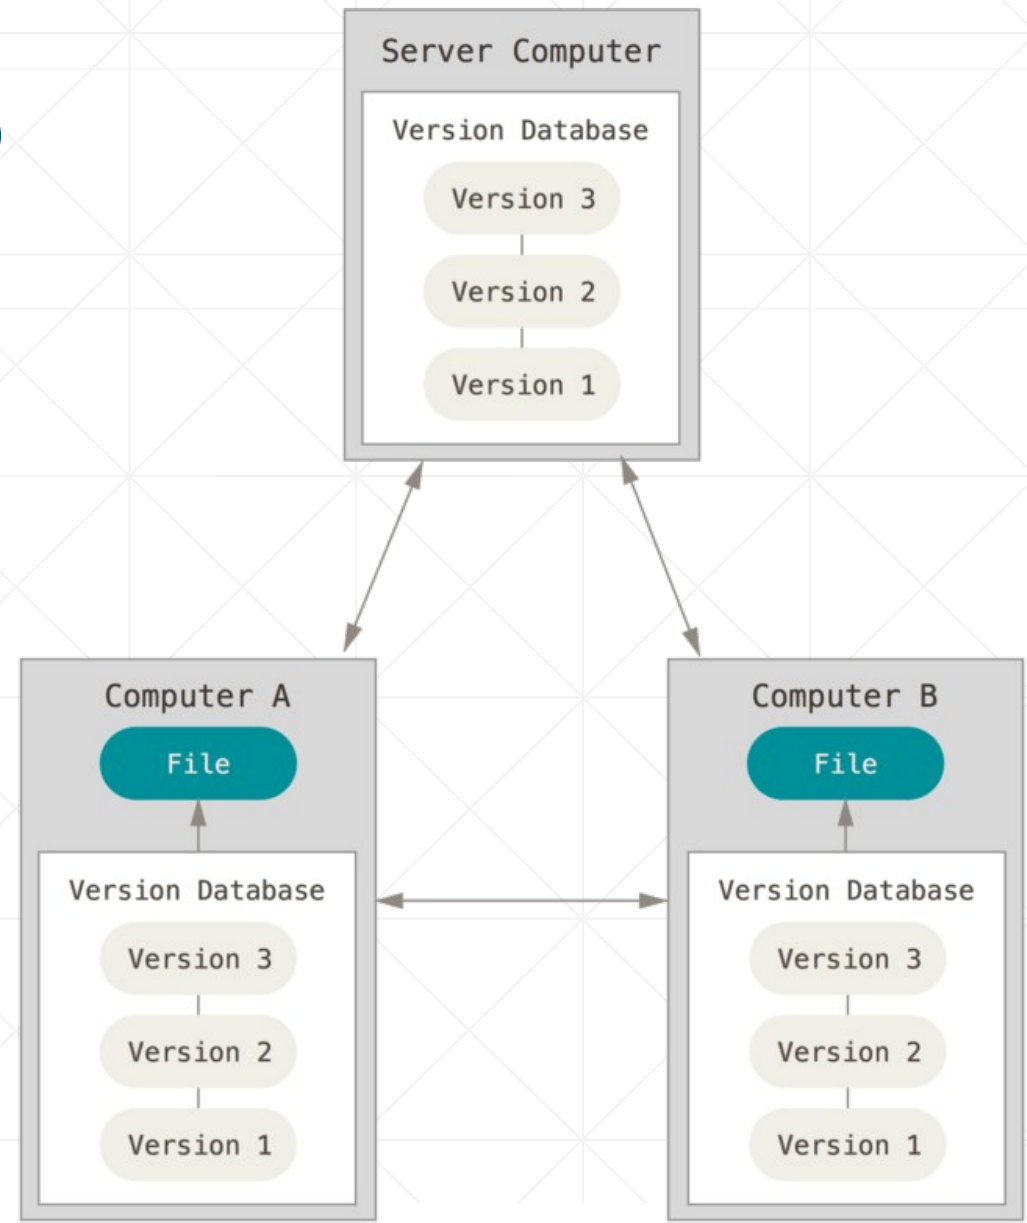 Server Computer
Version Database
Version 3
Version 2
Version 1
Computer A
File
Version Database
Version 3
Version 2
Version 1
Computer B
File
Version Database
Version 3
Version 2
Version 1